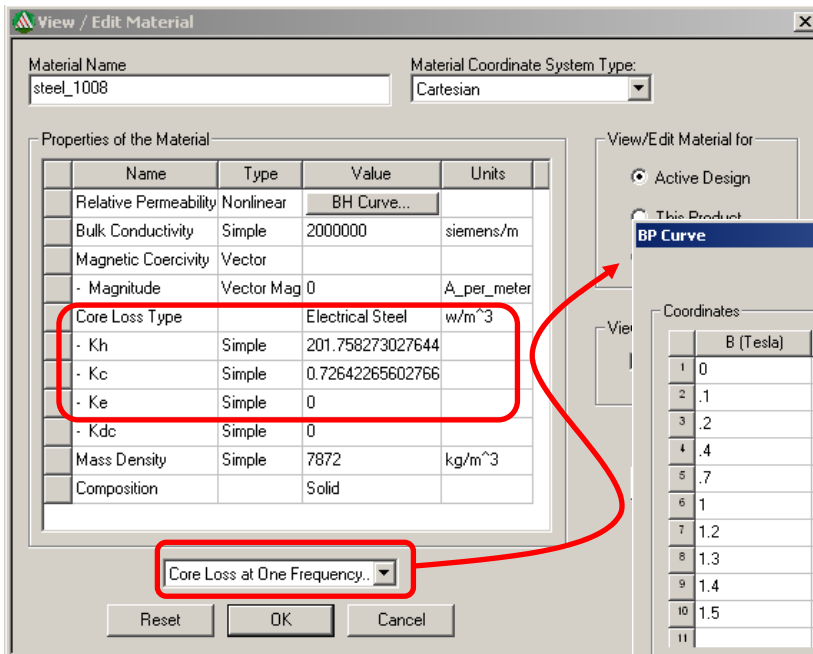 View / Edit Material
Material Name
Material Coordinate System Type:
steel_1008
Cartesian
Properties of the Material
View/Edit Material for
Name Type Value Units
Relative Permeability Nonlinear BH Curve...
Bulk Conductivity Simple 2000000 siemens/m
Magnetic Coercivity Vector
- Magnitude Vector Mag 0 A_per_meter
Core Loss Type Electrical Steel w/m^3
- Kh Simple 201.758273027644
- Kc Simple 0.72642265602766
- Ke Simple 0
- Kdc Simple 0
Mass Density Simple 7872 kg/m^3
Composition Solid
Active Design
This Product
BP Curve
Coordinates
B (Tesla)
1 0
2 .1
3 .2
4 .4
5 .7
6 1
7 1.2
8 1.3
9 1.4
10 1.5
11
Core Loss at One Frequency..
Reset OK Cancel